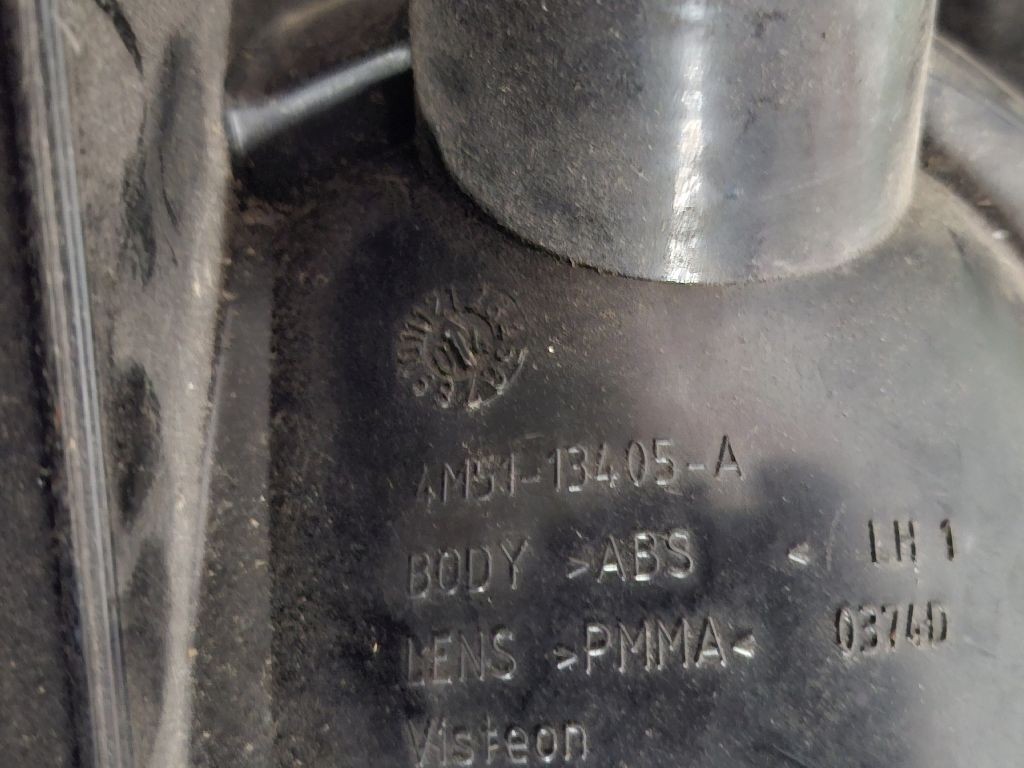 4M51-13405-A
BODY >ABS < LH 1
LENS >PMMA< 0374D
Visteon